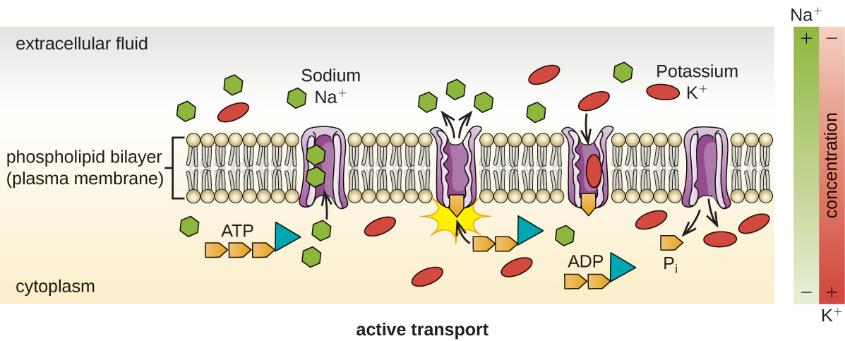 Na⁺
extracellular fluid
+ −
Sodium
Na⁺
Potassium
K⁺
phospholipid bilayer
(plasma membrane)
concentration
ATP
ADP
Pᵢ
cytoplasm
− +
K⁺
active transport